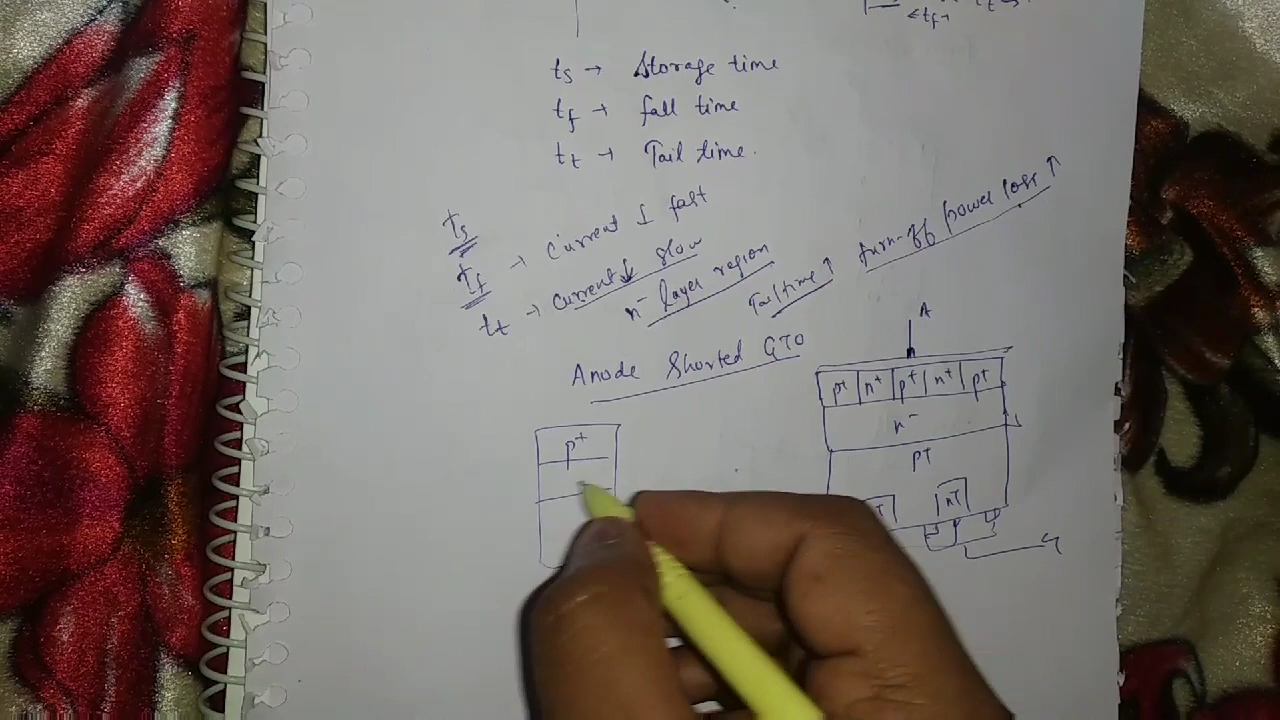 <tf→
ts → Storage time
tf → fall time
tt → Tail time.
ts
tf → Current ↓ fast
tt → Current↓ slow
n⁻ layer region
Tail time ↑
turn-off power loss ↑
Anode Shorted GTO
A
p+ n+ p+ n+ p+
n⁻
p+
n+
p+